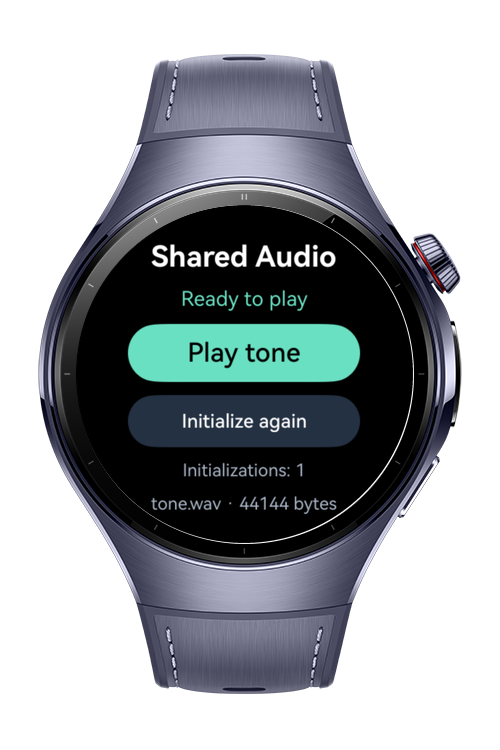 Shared Audio
Ready to play
Play tone
Initialize again
Initializations: 1
tone.wav · 44144 bytes